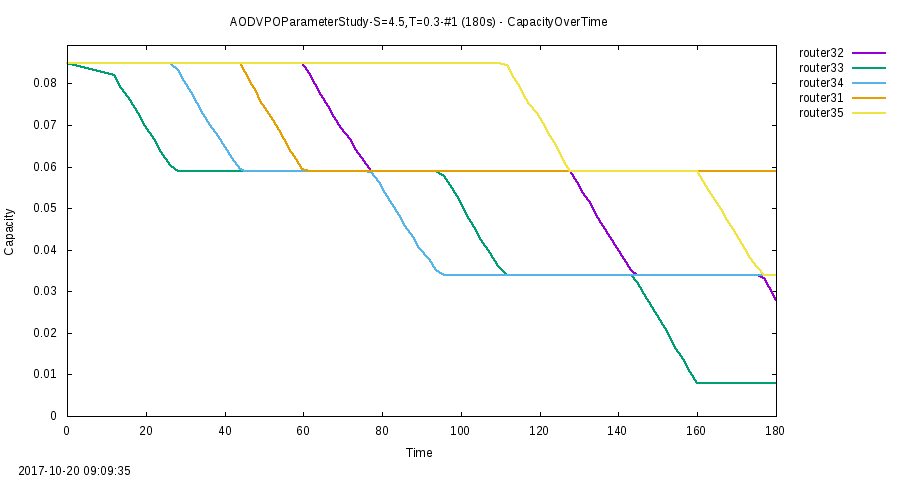 AODVPOParameterStudy-S=4.5,T=0.3-#1 (180s) - CapacityOverTime
router32
router33
router34
router31
router35
0.08
0.07
0.06
0.05
0.04
0.03
0.02
0.01
0
Capacity
0 20 40 60 80 100 120 140 160 180
Time
2017-10-20 09:09:35